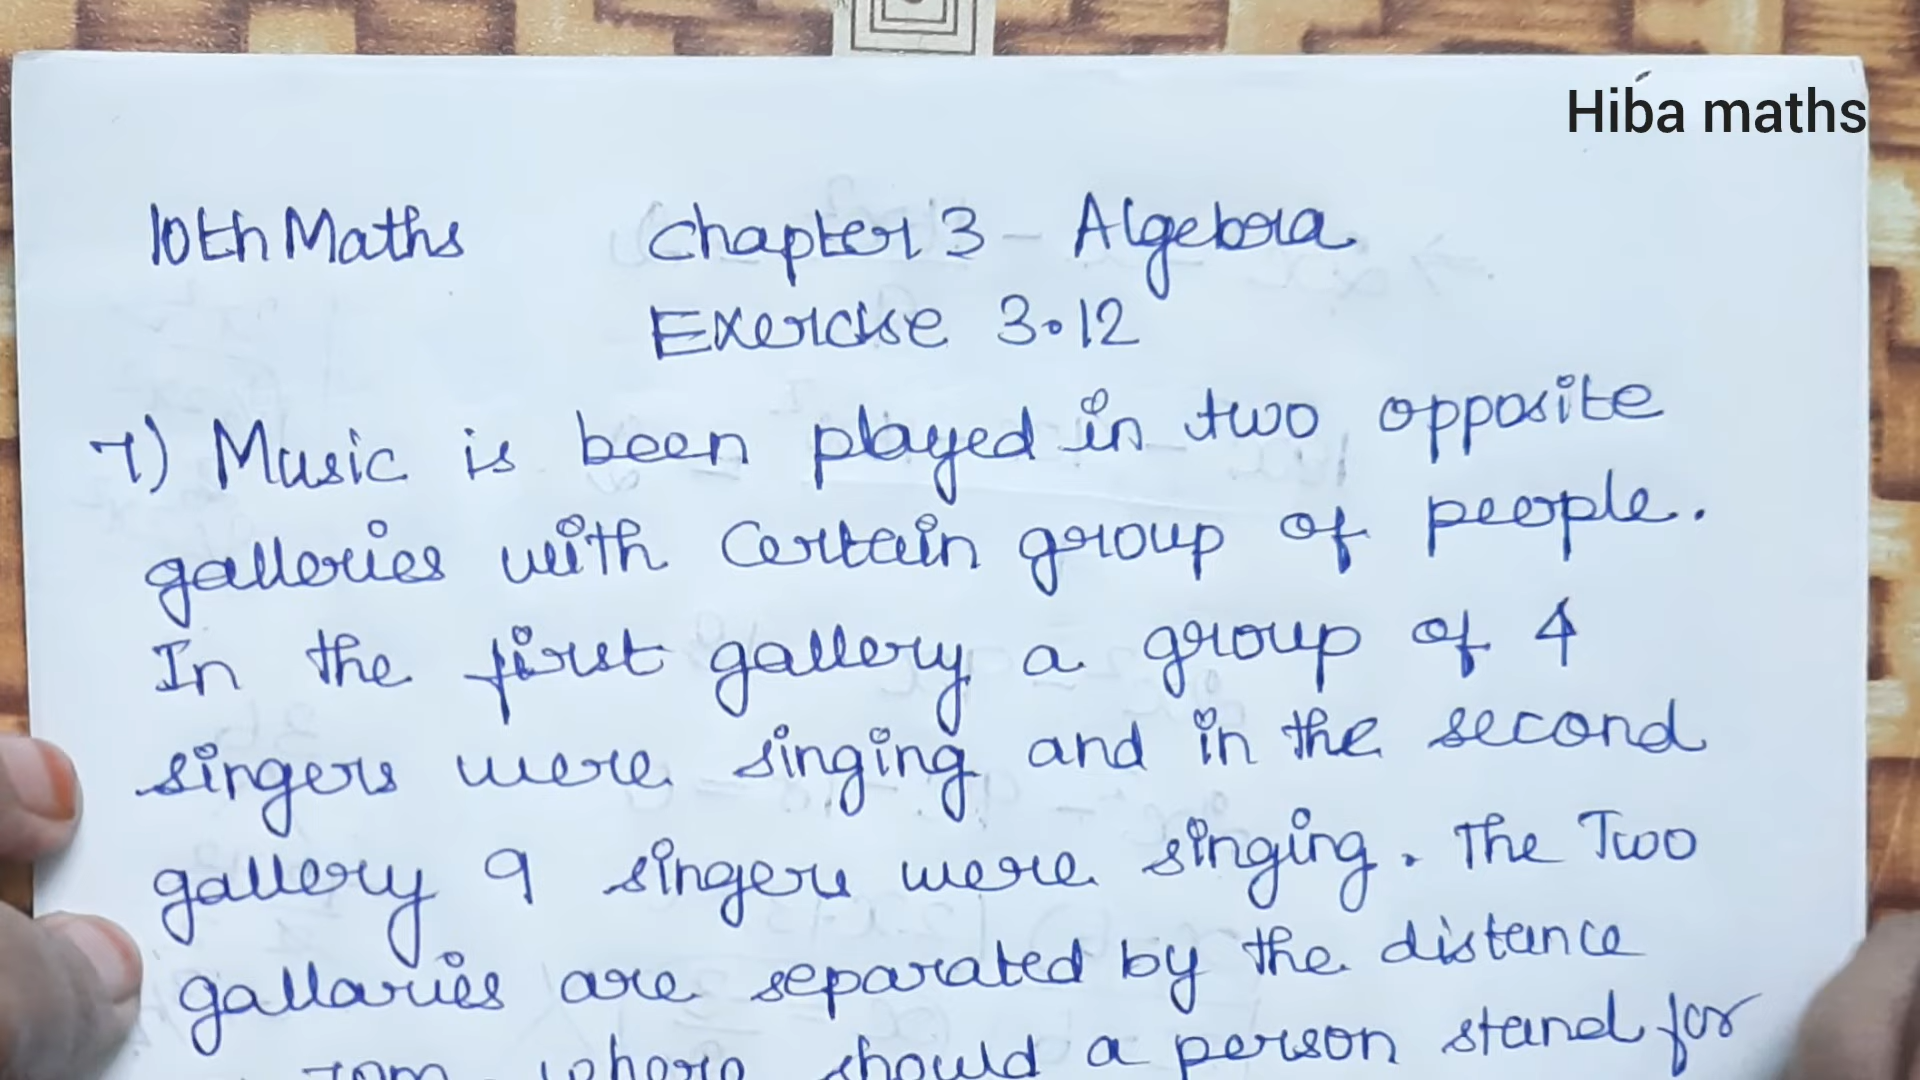 Hiba maths
10th Maths Chapter 3 - Algebra
Exercise 3.12
7) Music is been played in two opposite
galleries with certain group of people.
In the first gallery a group of 4
singers were singing and in the second
gallery 9 singers were singing. The Two
gallaries are separated by the distance
70m. where should a person stand for